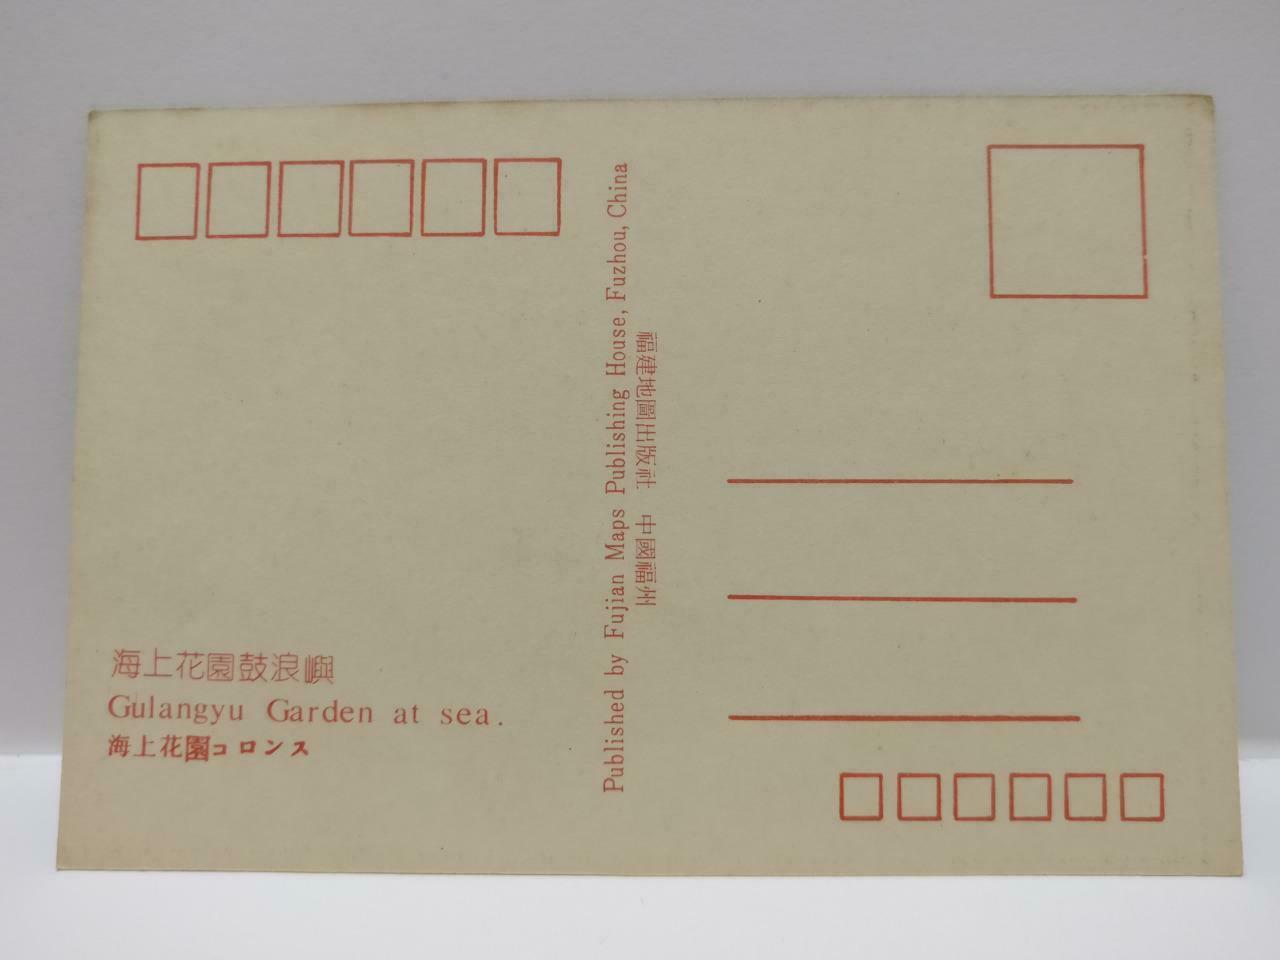 海上花園鼓浪嶼
Gulangyu Garden at sea.
海上花園コロンス
Published by Fujian Maps Publishing House, Fuzhou, China
福建地圖出版社 中國福州